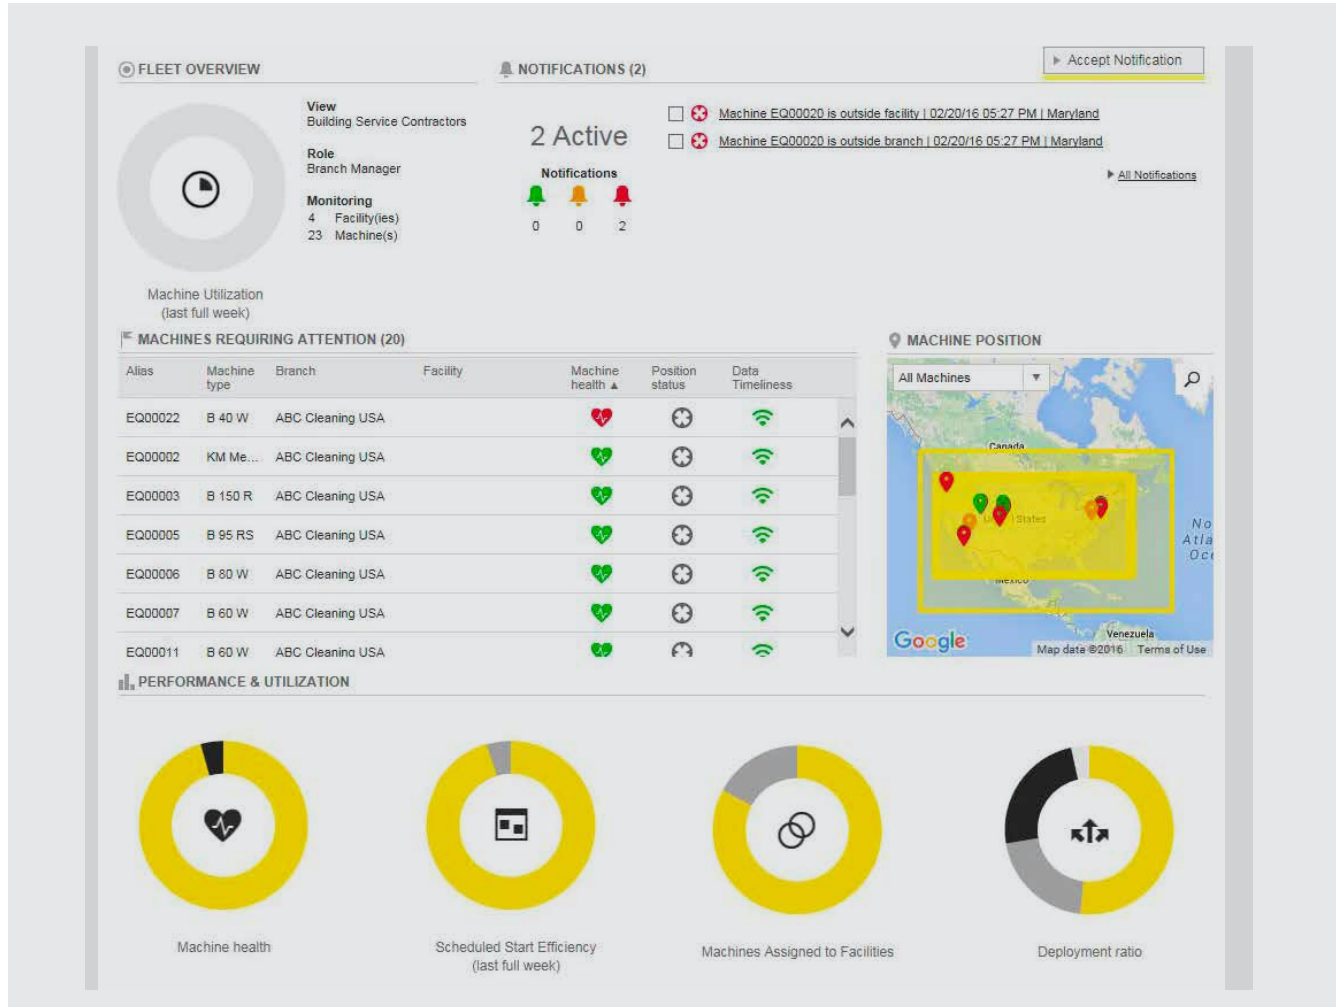 FLEET OVERVIEW
View
Building Service Contractors
Role
Branch Manager
Monitoring
4 Facility(ies)
23 Machine(s)
Machine Utilization
(last full week)
NOTIFICATIONS (2)
Accept Notification
2 Active
Notifications
0 0 2
Machine EQ00020 is outside facility | 02/20/16 05:27 PM | Maryland
Machine EQ00020 is outside branch | 02/20/16 05:27 PM | Maryland
All Notifications
MACHINES REQUIRING ATTENTION (20)
Alias Machine type Branch Facility Machine health ▲ Position status Data Timeliness
EQ00022 B 40 W ABC Cleaning USA
EQ00002 KM Me... ABC Cleaning USA
EQ00003 B 150 R ABC Cleaning USA
EQ00005 B 95 RS ABC Cleaning USA
EQ00006 B 80 W ABC Cleaning USA
EQ00007 B 60 W ABC Cleaning USA
EQ00011 B 60 W ABC Cleaning USA
MACHINE POSITION
All Machines
Canada
United States
No
Atla
Oce
Mexico
Venezuela
Google
Map data ©2016 Terms of Use
PERFORMANCE & UTILIZATION
Machine health
Scheduled Start Efficiency
(last full week)
Machines Assigned to Facilities
Deployment ratio